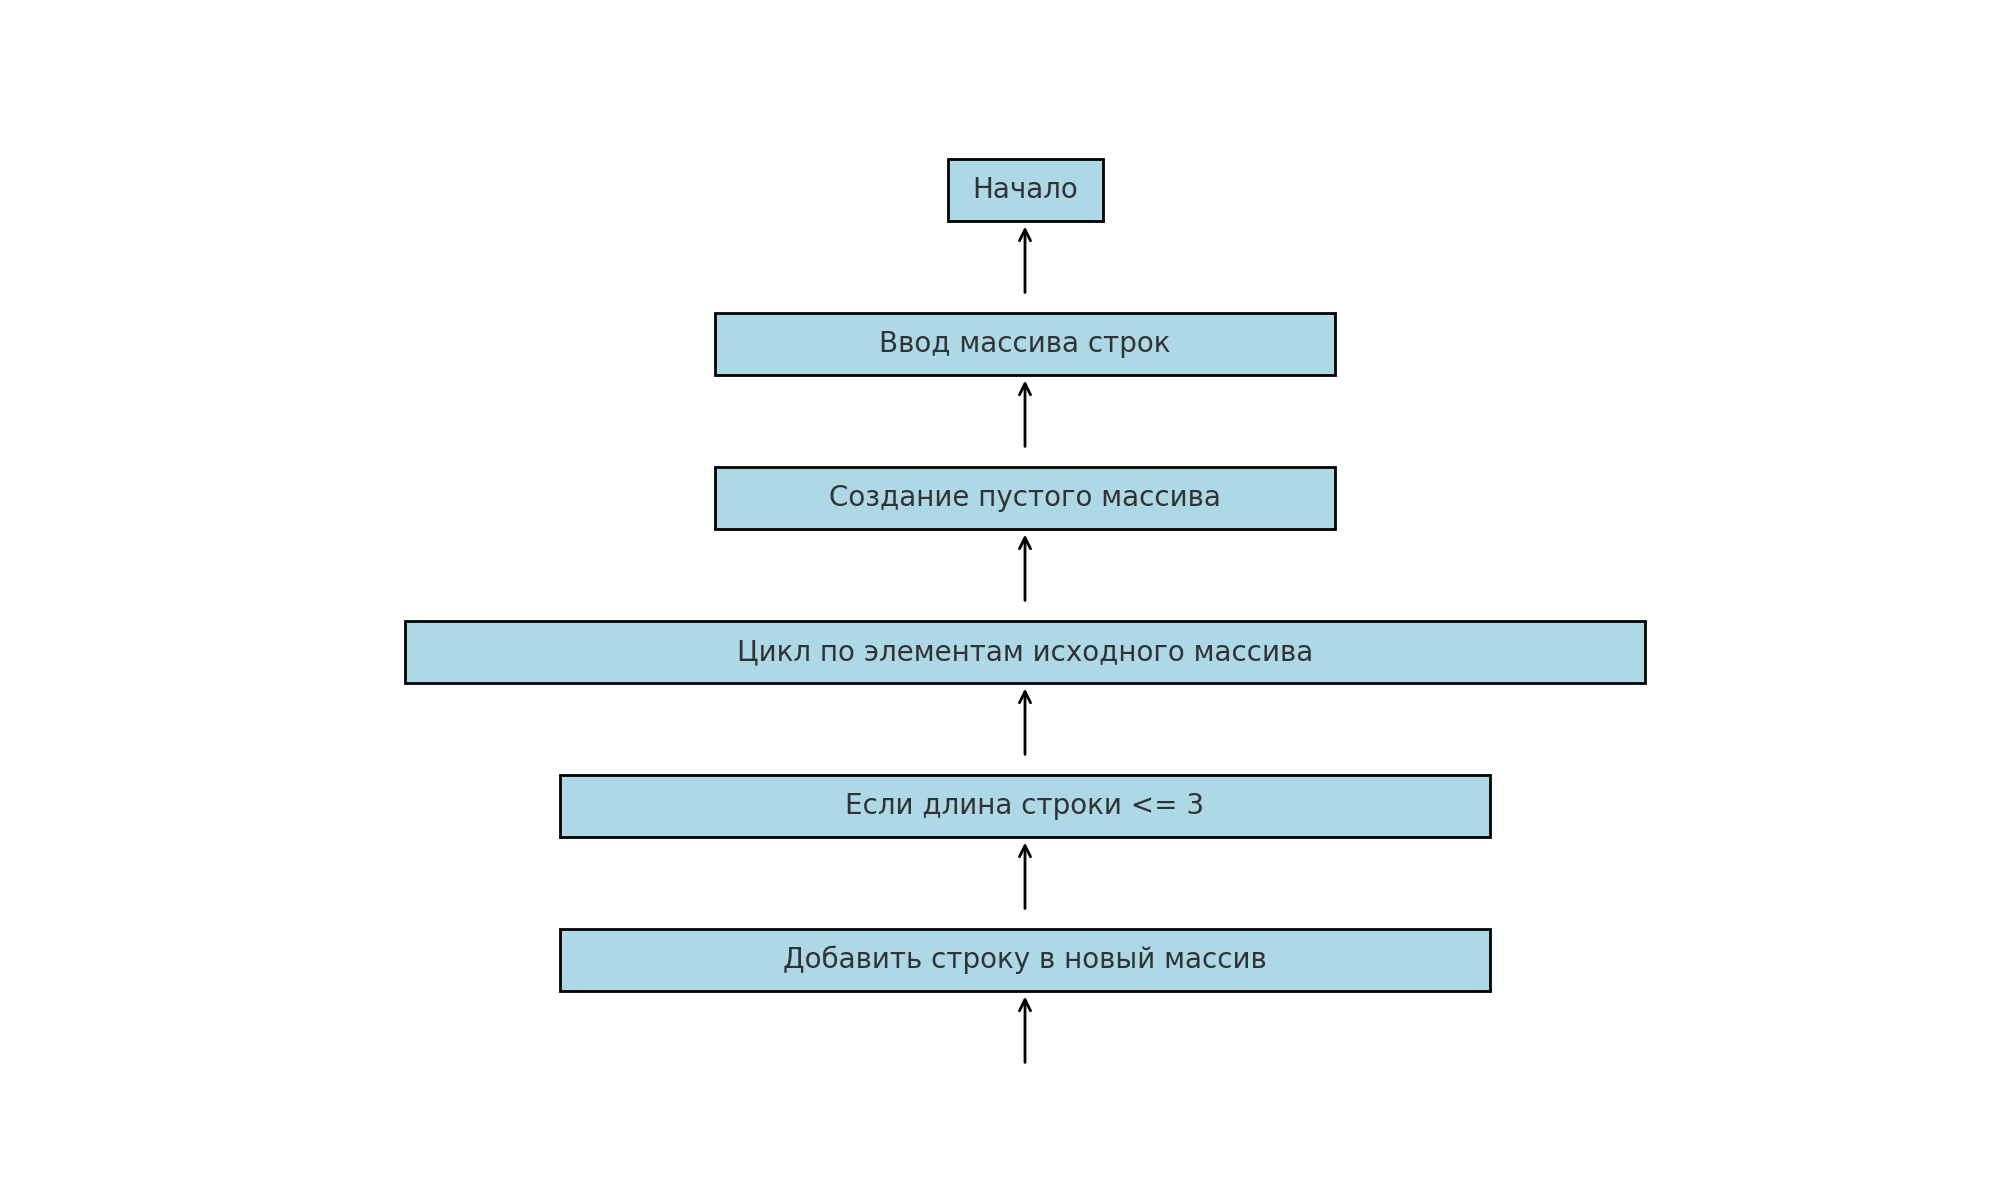 Начало
Ввод массива строк
Создание пустого массива
Цикл по элементам исходного массива
Если длина строки <= 3
Добавить строку в новый массив